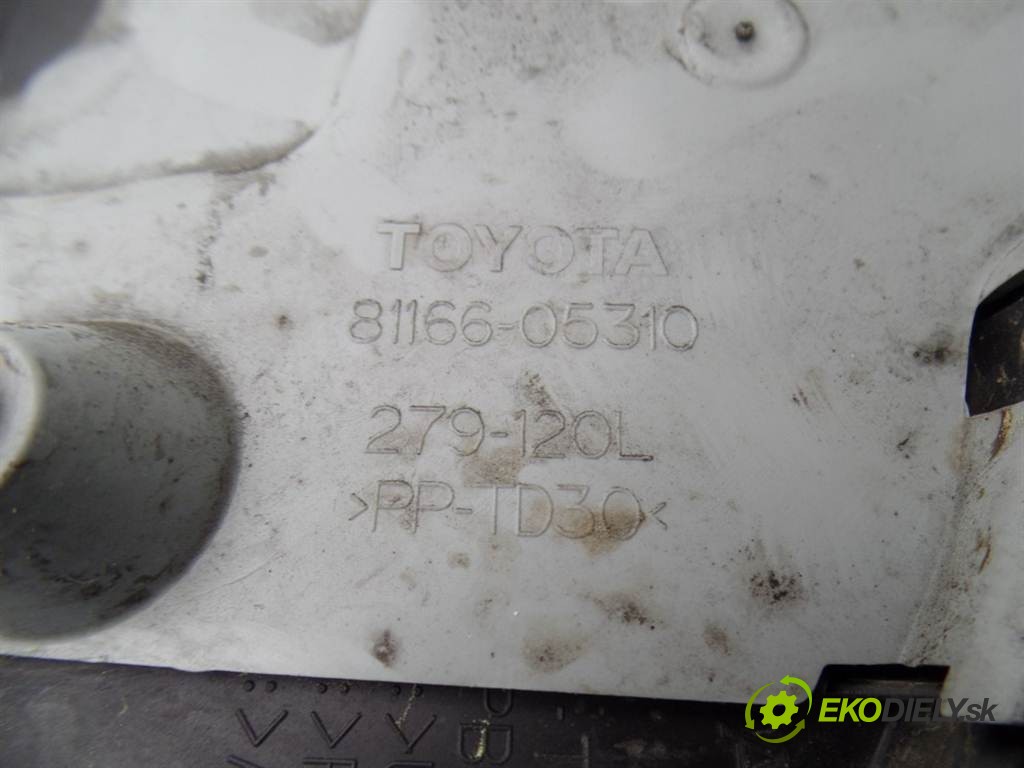 TOYOTA
81166-05310
279-120L
>PP-TD30<
EKODIELY.sk